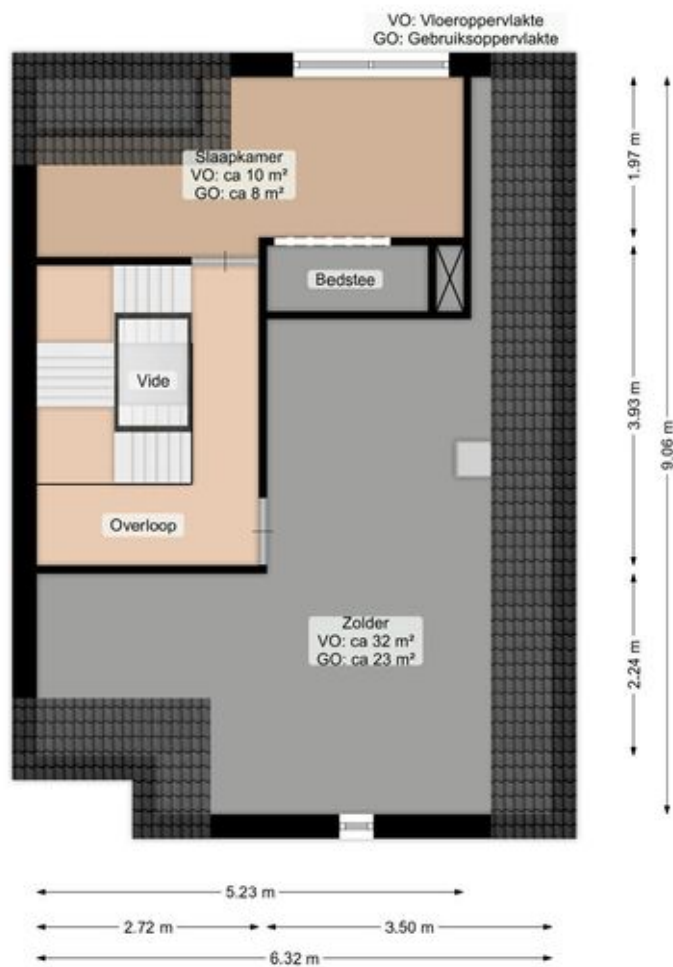 VO: Vloeroppervlakte
GO: Gebruiksoppervlakte
Slaapkamer
VO: ca 10 m²
GO: ca 8 m²
1.97 m
Bedstee
Vide
3.93 m
9.06 m
Overloop
Zolder
VO: ca 32 m²
GO: ca 23 m²
2.24 m
5.23 m
2.72 m
3.50 m
6.32 m